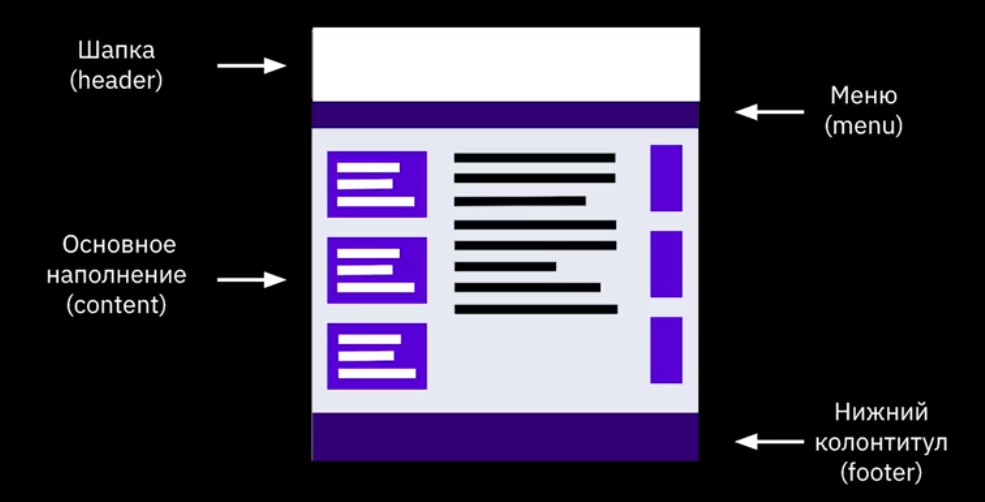 Шапка
(header)
Меню
(menu)
Основное
наполнение
(content)
Нижний
колонтитул
(footer)